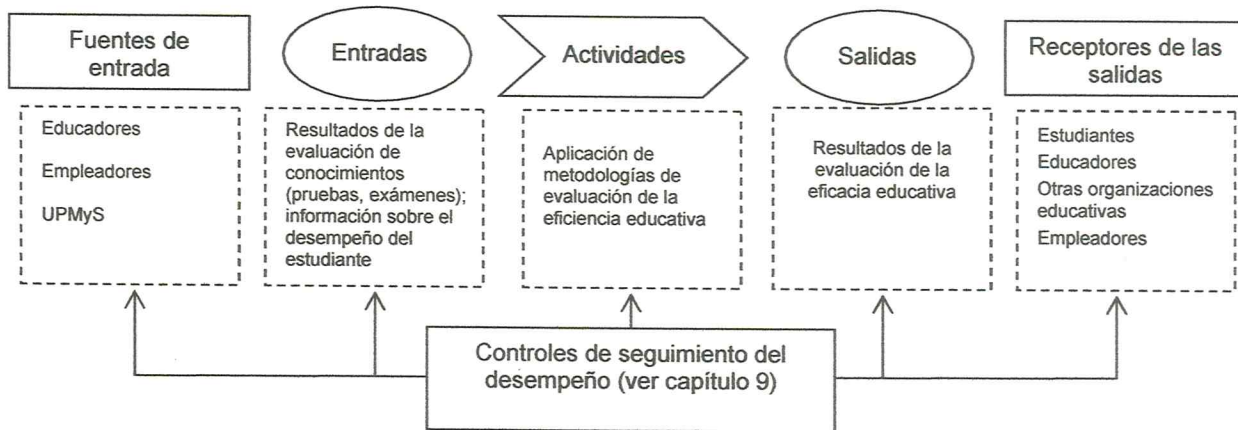 Fuentes de
entrada
Entradas
Actividades
Salidas
Receptores de las
salidas
Educadores
Empleadores
UPMyS
Resultados de la
evaluación de
conocimientos
(pruebas, exámenes);
información sobre el
desempeño del
estudiante
Aplicación de
metodologías de
evaluación de la
eficiencia educativa
Resultados de la
evaluación de la
eficacia educativa
Estudiantes
Educadores
Otras organizaciones
educativas
Empleadores
Controles de seguimiento del
desempeño (ver capítulo 9)